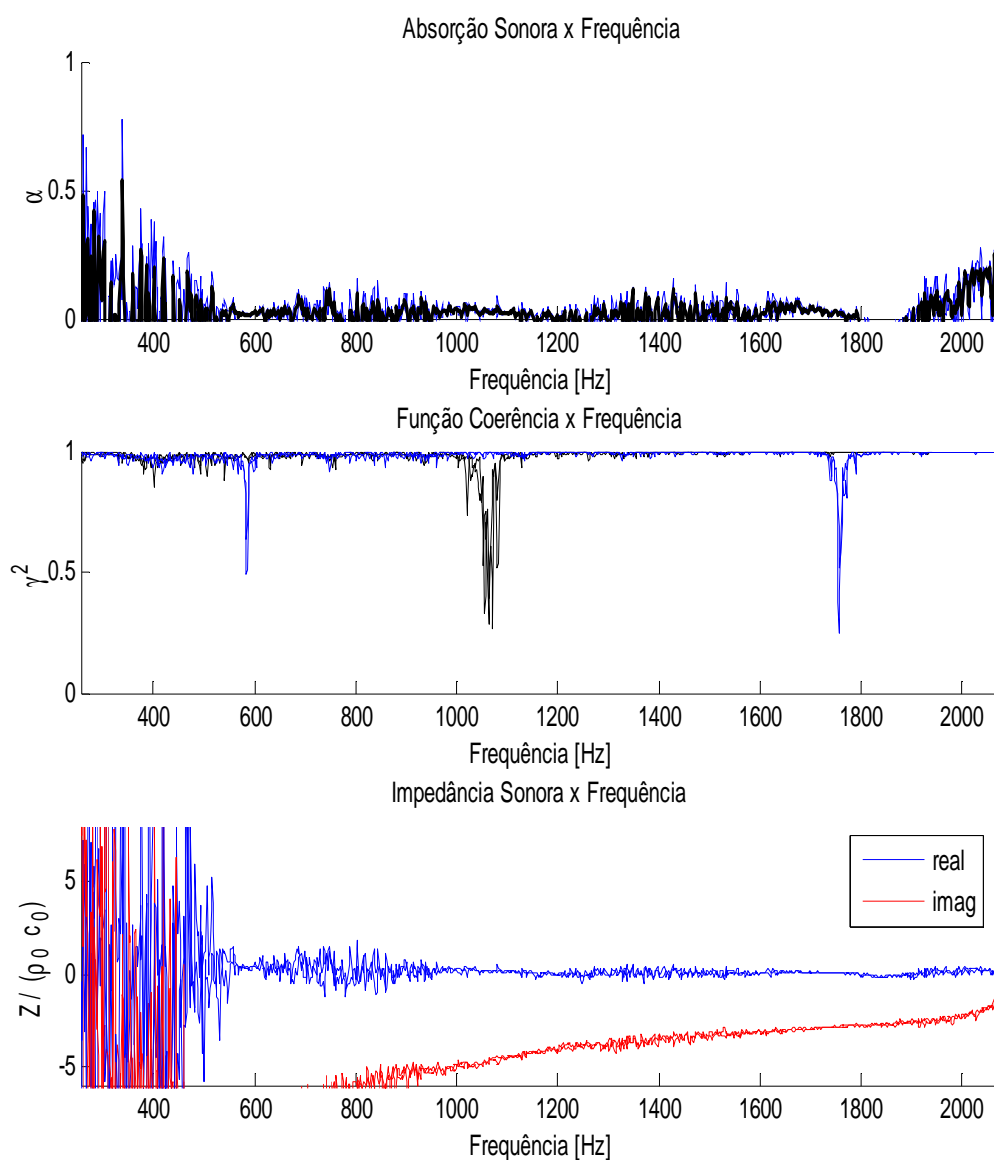 Absorção Sonora x Frequência
1
0.5
0
α
400 600 800 1000 1200 1400 1600 1800 2000
Frequência [Hz]
Função Coerência x Frequência
1
0.5
0
γ2
400 600 800 1000 1200 1400 1600 1800 2000
Frequência [Hz]
Impedância Sonora x Frequência
5
0
-5
Z / (ρ 0 c 0)
real
imag
400 600 800 1000 1200 1400 1600 1800 2000
Frequência [Hz]